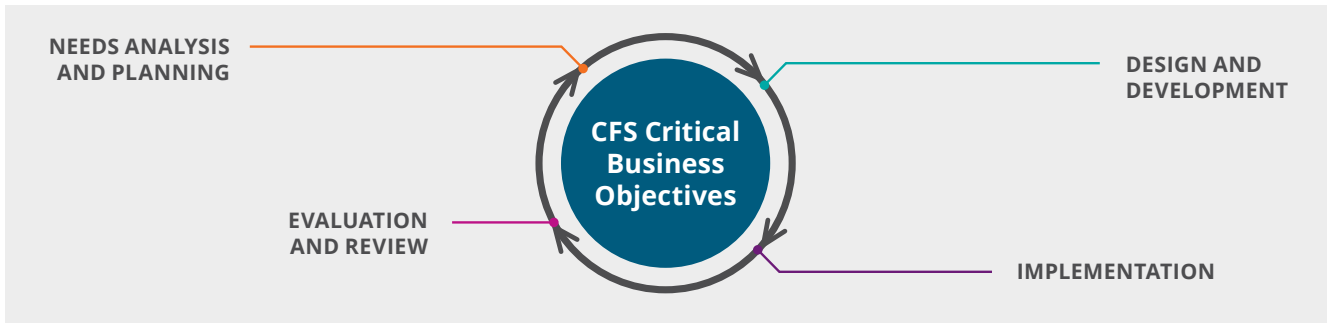 NEEDS ANALYSIS
AND PLANNING
DESIGN AND
DEVELOPMENT
CFS Critical
Business
Objectives
EVALUATION
AND REVIEW
IMPLEMENTATION